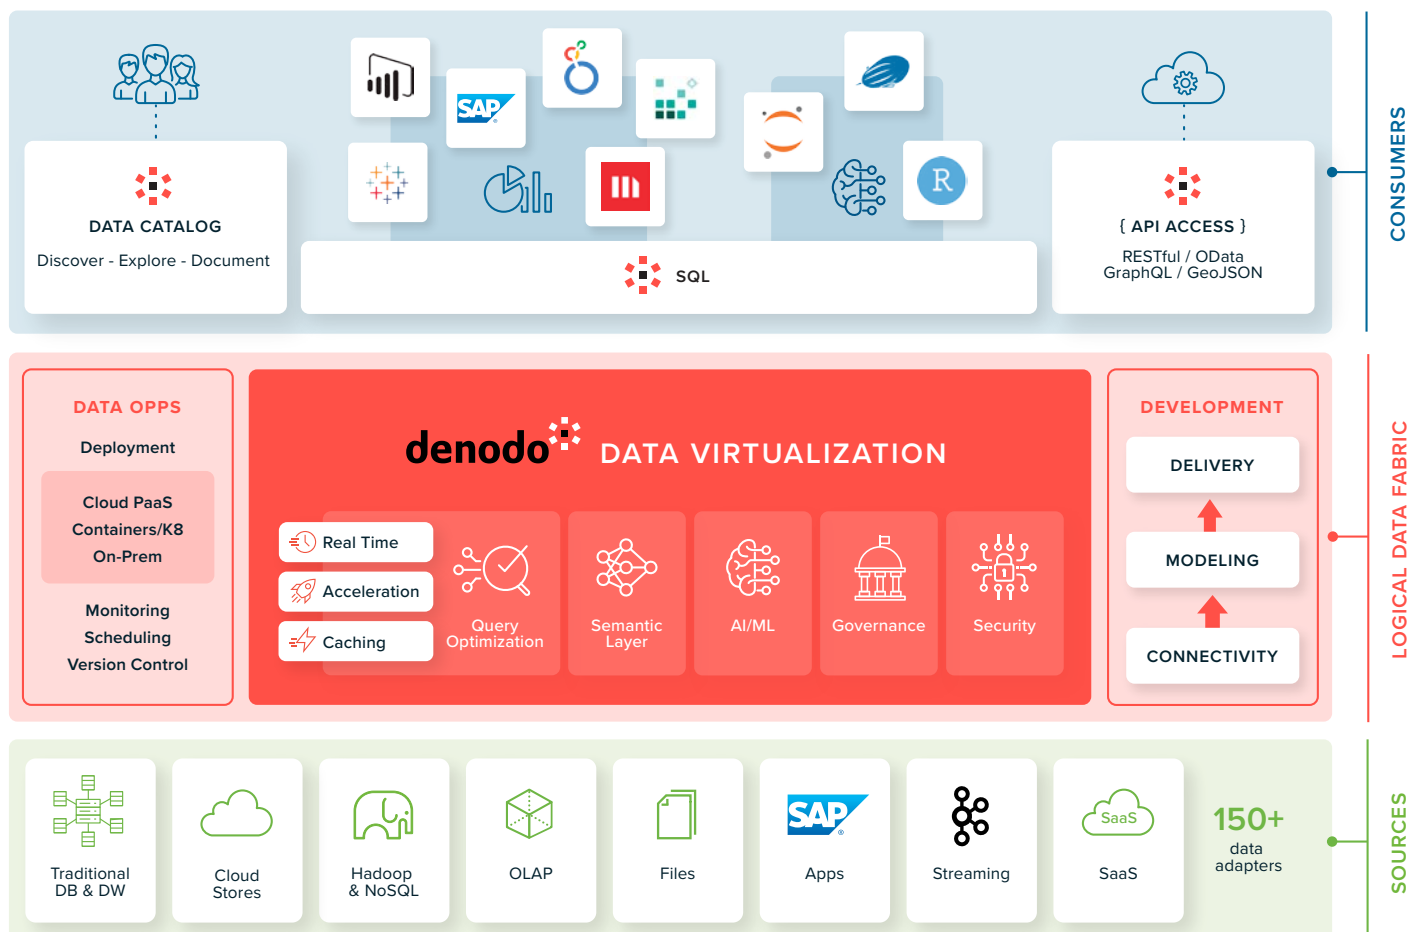 CONSUMERS
SAP
R
DATA CATALOG
Discover - Explore - Document
SQL
{ API ACCESS }
RESTful / OData
GraphQL / GeoJSON
LOGICAL DATA FABRIC
DATA OPPS
Deployment
Cloud PaaS
Containers/K8
On-Prem
Monitoring
Scheduling
Version Control
denodo DATA VIRTUALIZATION
Real Time
Acceleration
Caching
Query
Optimization
Semantic
Layer
AI/ML
Governance
Security
DEVELOPMENT
DELIVERY
MODELING
CONNECTIVITY
SOURCES
Traditional
DB & DW
Cloud
Stores
Hadoop
& NoSQL
OLAP
Files
SAP®
Apps
Streaming
SaaS
SaaS
150+
data
adapters